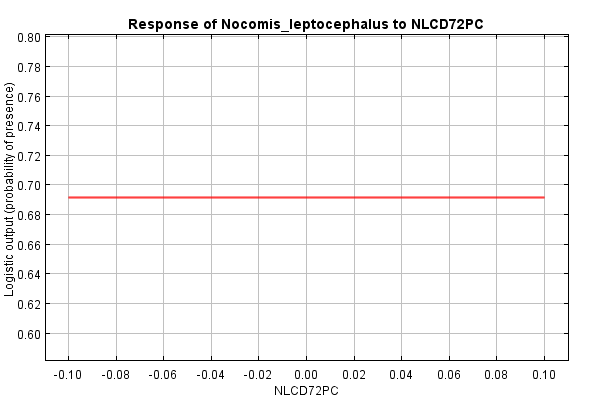 Response of Nocomis_leptocephalus to NLCD72PC
Logistic output (probability of presence)
0.80
0.78
0.76
0.74
0.72
0.70
0.68
0.66
0.64
0.62
0.60
-0.10 -0.08 -0.06 -0.04 -0.02 0.00 0.02 0.04 0.06 0.08 0.10
NLCD72PC